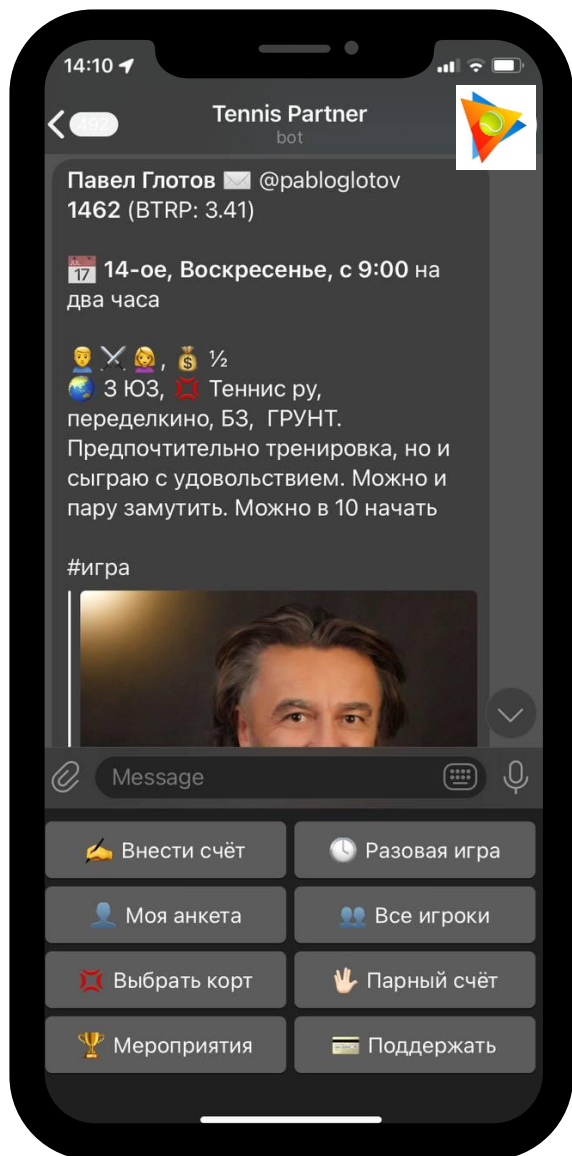 14:10
492
Tennis Partner
bot
Павел Глотов ✉️ @pabloglotov
1462 (BTRP: 3.41)
JUL 17 14-ое, Воскресенье, с 9:00 на
два часа
👨⚔️👩, 💰 ½
🌏 З ЮЗ, 💢 Теннис ру,
переделкино, БЗ, ГРУНТ.
Предпочтительно тренировка, но и
сыграю с удовольствием. Можно и
пару замутить. Можно в 10 начать
#игра
Message
✍️ Внести счёт
🕓 Разовая игра
👤 Моя анкета
👥 Все игроки
💢 Выбрать корт
🖖🏻 Парный счёт
🏆 Мероприятия
💳 Поддержать